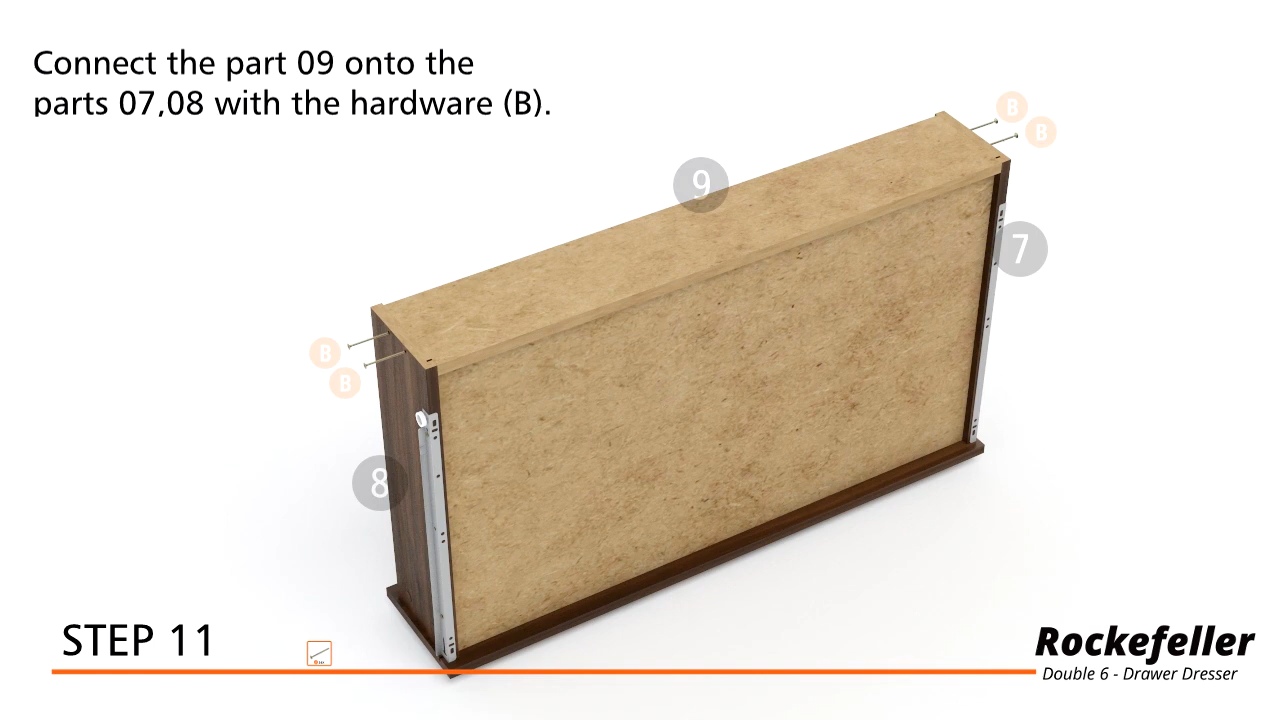 Connect the part 09 onto the
parts 07,08 with the hardware (B).
B
B
9
7
B
B
8
STEP 11
Rockefeller
Double 6 - Drawer Dresser